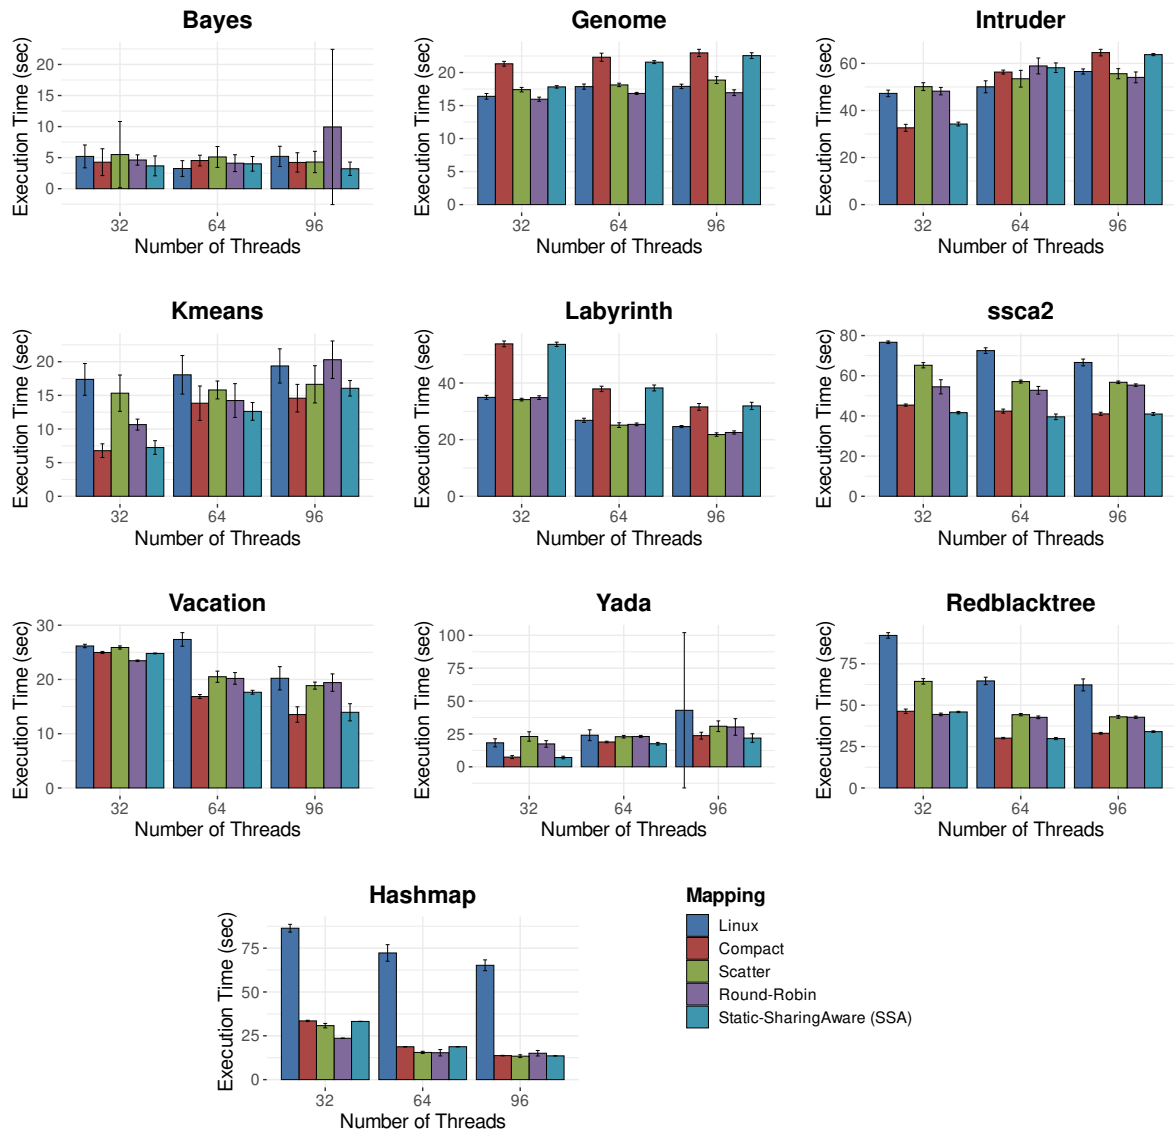 Bayes
Execution Time (sec)
20
15
10
5
0
32
64
96
Number of Threads
Genome
Execution Time (sec)
20
15
10
5
0
32
64
96
Number of Threads
Intruder
Execution Time (sec)
60
40
20
0
32
64
96
Number of Threads
Kmeans
Execution Time (sec)
20
15
10
5
0
32
64
96
Number of Threads
Labyrinth
Execution Time (sec)
40
20
0
32
64
96
Number of Threads
ssca2
Execution Time (sec)
80
60
40
20
0
32
64
96
Number of Threads
Vacation
Execution Time (sec)
30
20
10
0
32
64
96
Number of Threads
Yada
Execution Time (sec)
100
75
50
25
0
32
64
96
Number of Threads
Redblacktree
Execution Time (sec)
75
50
25
0
32
64
96
Number of Threads
Hashmap
Execution Time (sec)
75
50
25
0
32
64
96
Number of Threads
Mapping
Linux
Compact
Scatter
Round-Robin
Static-SharingAware (SSA)